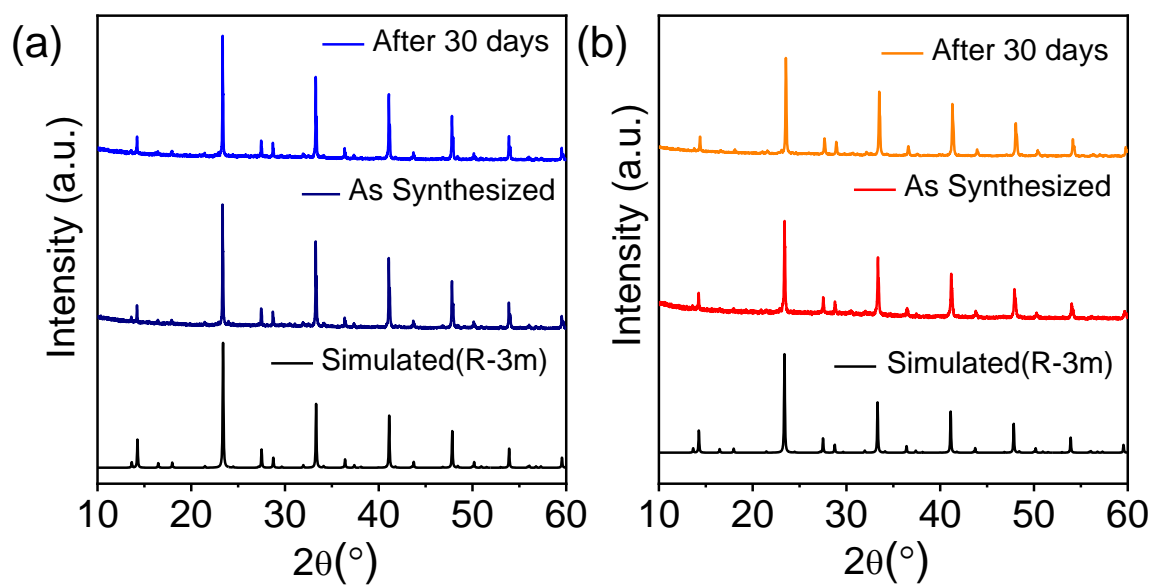 (a)
After 30 days
As Synthesized
Simulated(R-3m)
Intensity (a.u.)
10 20 30 40 50 60
2θ(°)
(b)
After 30 days
As Synthesized
Simulated(R-3m)
Intensity (a.u.)
10 20 30 40 50 60
2θ(°)